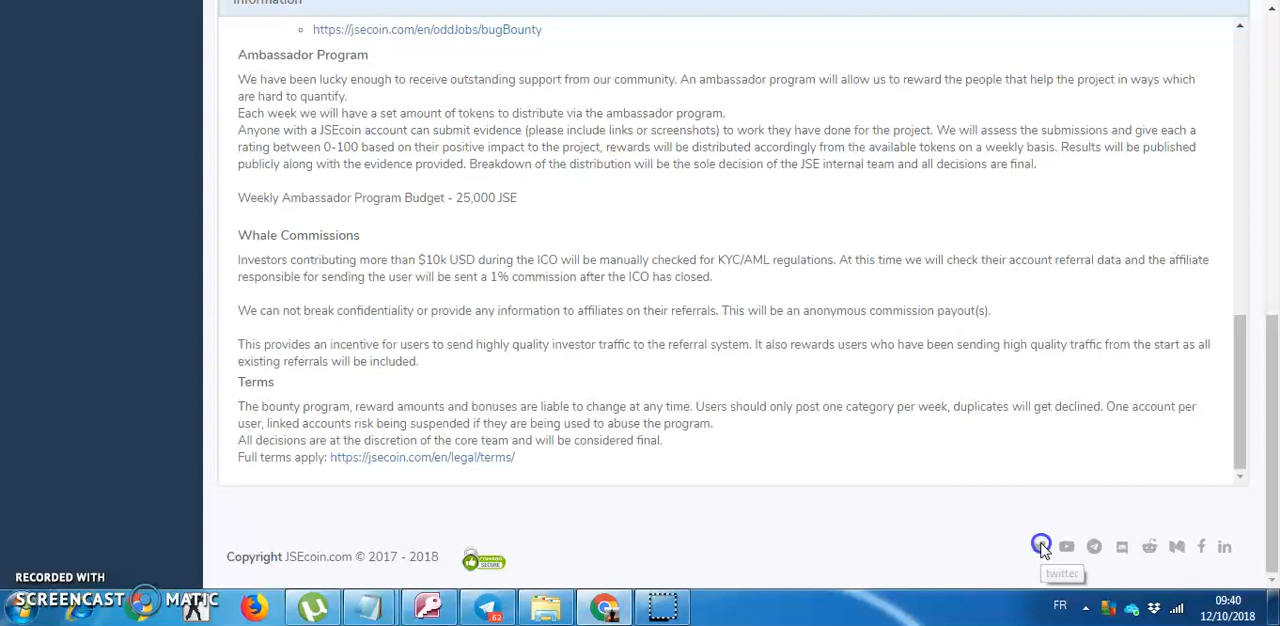 Information
https://jsecoin.com/en/oddJobs/bugBounty
Ambassador Program
We have been lucky enough to receive outstanding support from our community. An ambassador program will allow us to reward the people that help the project in ways which
are hard to quantify.
Each week we will have a set amount of tokens to distribute via the ambassador program.
Anyone with a JSEcoin account can submit evidence (please include links or screenshots) to work they have done for the project. We will assess the submissions and give each a
rating between 0-100 based on their positive impact to the project, rewards will be distributed accordingly from the available tokens on a weekly basis. Results will be published
publicly along with the evidence provided. Breakdown of the distribution will be the sole decision of the JSE internal team and all decisions are final.
Weekly Ambassador Program Budget - 25,000 JSE
Whale Commissions
Investors contributing more than $10k USD during the ICO will be manually checked for KYC/AML regulations. At this time we will check their account referral data and the affiliate
responsible for sending the user will be sent a 1% commission after the ICO has closed.
We can not break confidentiality or provide any information to affiliates on their referrals. This will be an anonymous commission payout(s).
This provides an incentive for users to send highly quality investor traffic to the referral system. It also rewards users who have been sending high quality traffic from the start as all
existing referrals will be included.
Terms
The bounty program, reward amounts and bonuses are liable to change at any time. Users should only post one category per week, duplicates will get declined. One account per
user, linked accounts risk being suspended if they are being used to abuse the program.
All decisions are at the discretion of the core team and will be considered final.
Full terms apply: https://jsecoin.com/en/legal/terms/
Copyright JSEcoin.com © 2017 - 2018
SECURE
twitter
RECORDED WITH
SCREENCAST MATIC
62
FR
09:40
12/10/2018